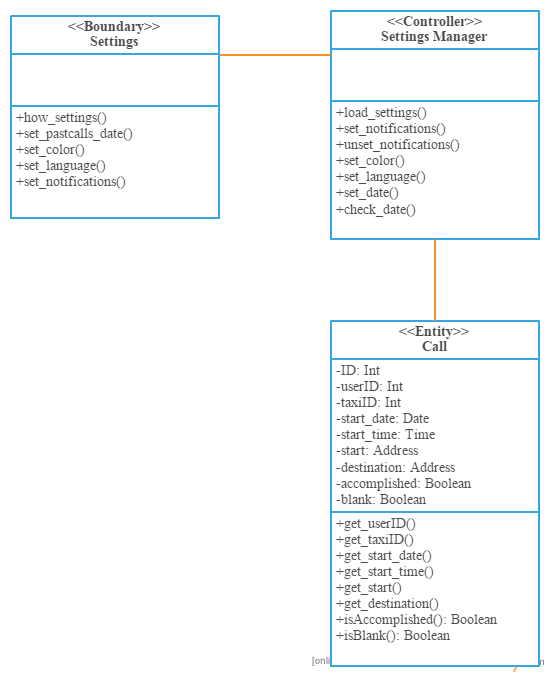 <<Boundary>>
Settings
+how_settings()
+set_pastcalls_date()
+set_color()
+set_language()
+set_notifications()
<<Controller>>
Settings Manager
+load_settings()
+set_notifications()
+unset_notifications()
+set_color()
+set_language()
+set_date()
+check_date()
<<Entity>>
Call
-ID: Int
-userID: Int
-taxiID: Int
-start_date: Date
-start_time: Time
-start: Address
-destination: Address
-accomplished: Boolean
-blank: Boolean
+get_userID()
+get_taxiID()
+get_start_date()
+get_start_time()
+get_start()
+get_destination()
+isAccomplished(): Boolean
+isBlank(): Boolean